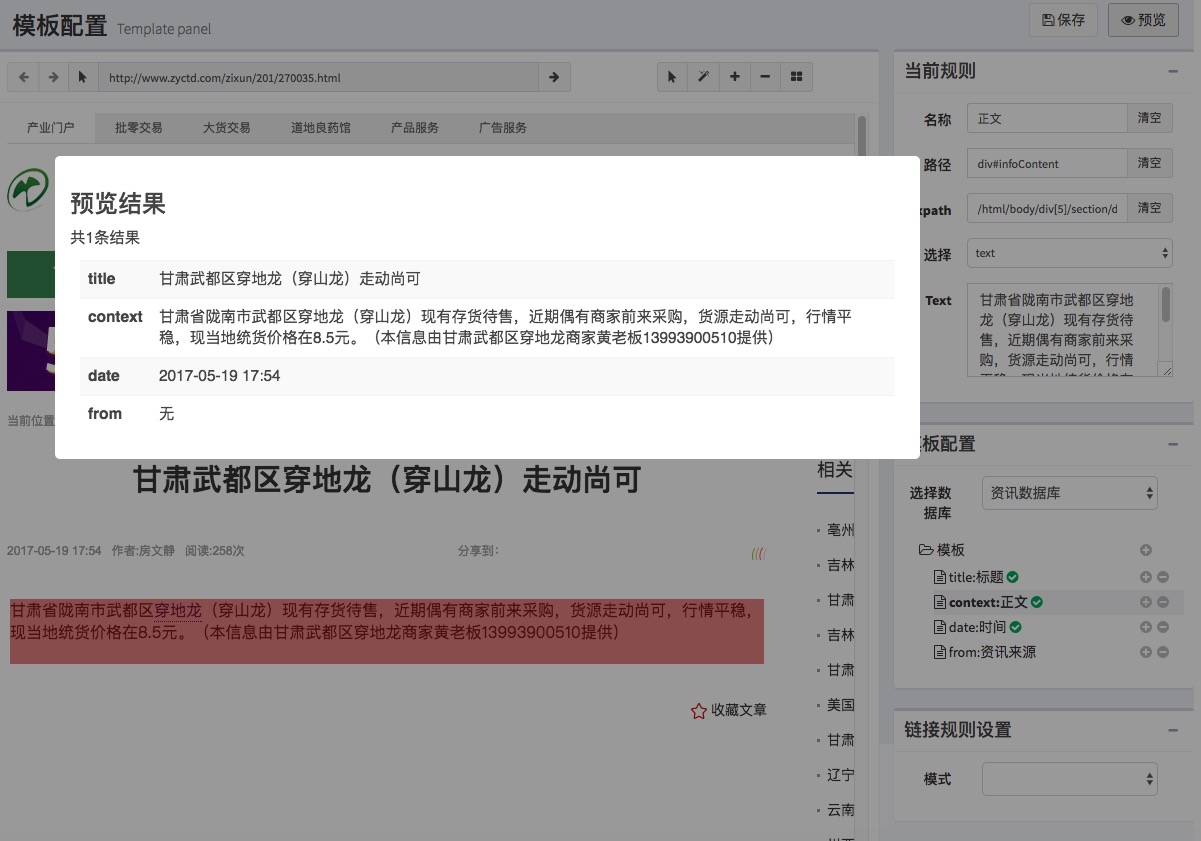 模板配置 Template panel
保存
预览
http://www.zyctd.com/zixun/201/270035.html
产业门户 批零交易 大货交易 道地良药馆 产品服务 广告服务
预览结果
共1条结果
title 甘肃武都区穿地龙（穿山龙）走动尚可
context 甘肃省陇南市武都区穿地龙（穿山龙）现有存货待售，近期偶有商家前来采购，货源走动尚可，行情平
稳，现当地统货价格在8.5元。（本信息由甘肃武都区穿地龙商家黄老板13993900510提供）
date 2017-05-19 17:54
from 无
当前位置
甘肃武都区穿地龙（穿山龙）走动尚可
2017-05-19 17:54 作者:房文静 阅读:258次 分享到：
甘肃省陇南市武都区穿地龙（穿山龙）现有存货待售，近期偶有商家前来采购，货源走动尚可，行情平稳，
现当地统货价格在8.5元。（本信息由甘肃武都区穿地龙商家黄老板13993900510提供）
收藏文章
相关
亳州
吉林
甘肃
吉林
甘肃
美国
甘肃
辽宁
云南
当前规则
名称 正文 清空
路径 div#infoContent 清空
xpath /html/body/div[5]/section/d 清空
选择 text
Text 甘肃省陇南市武都区穿地
龙（穿山龙）现有存货待
售，近期偶有商家前来采
购，货源走动尚可，行情
平稳，现当地统货价格在
模板配置
选择数 资讯数据库
据库
模板
title:标题
context:正文
date:时间
from:资讯来源
链接规则设置
模式